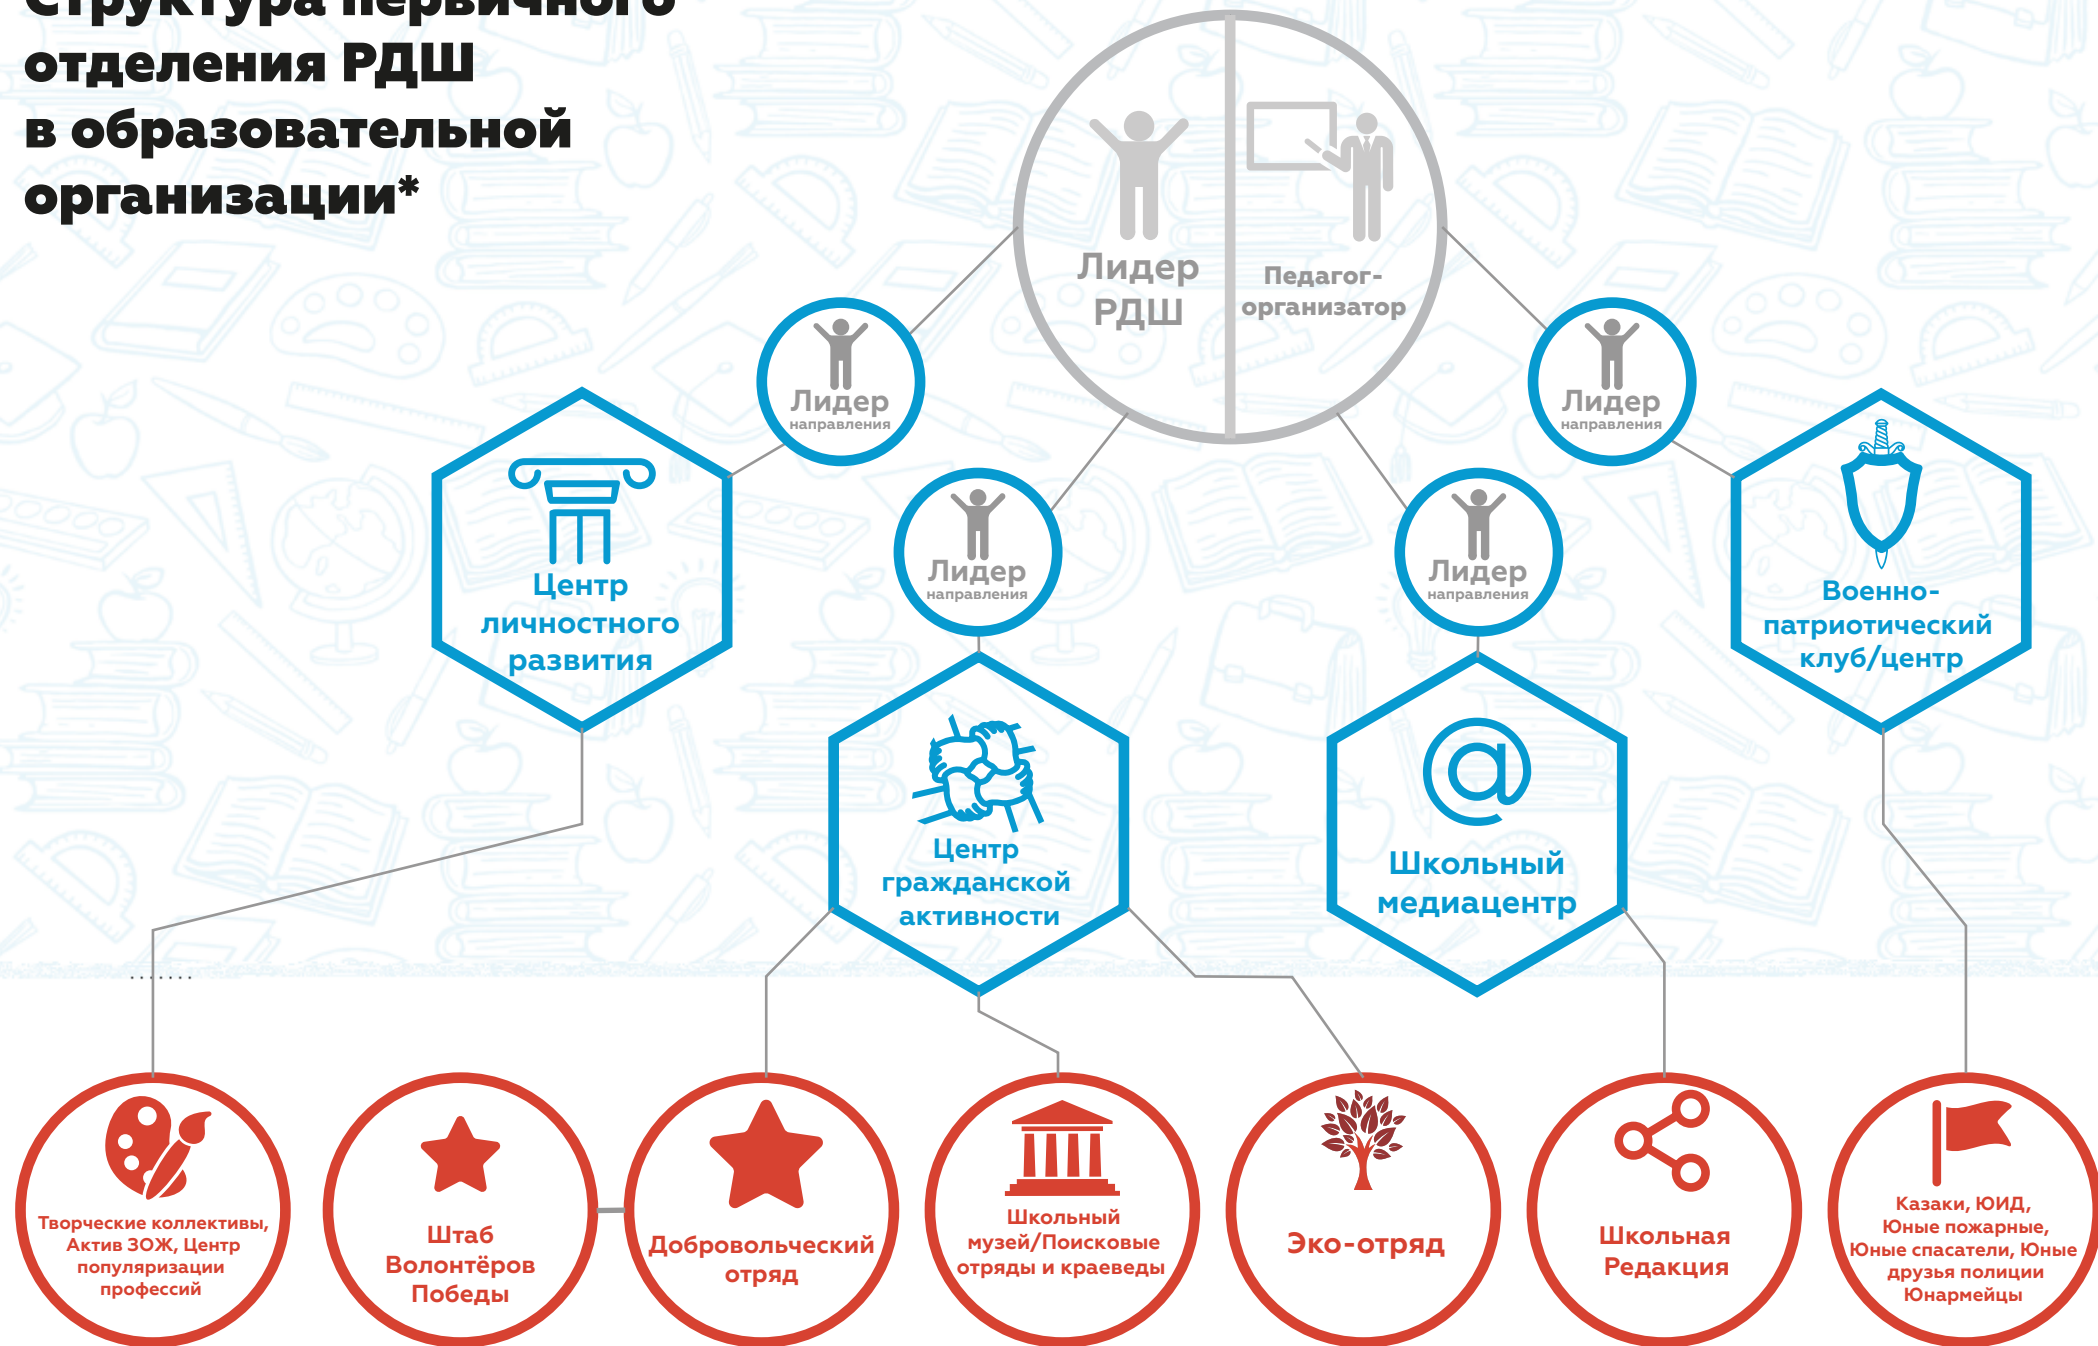 Структура первичного
отделения РДШ
в образовательной
организации*
Лидер
РДШ
Педагог-
организатор
Лидер
направления
Лидер
направления
Лидер
направления
Лидер
направления
Центр
личностного
развития
Центр
гражданской
активности
@
Школьный
медиацентр
Военно-
патриотический
клуб/центр
.......
Творческие коллективы,
Актив ЗОЖ, Центр
популяризации
профессий
Штаб
Волонтёров
Победы
Добровольческий
отряд
Школьный
музей/Поисковые
отряды и краеведы
Эко-отряд
Школьная
Редакция
Казаки, ЮИД,
Юные пожарные,
Юные спасатели, Юные
друзья полиции
Юнармейцы